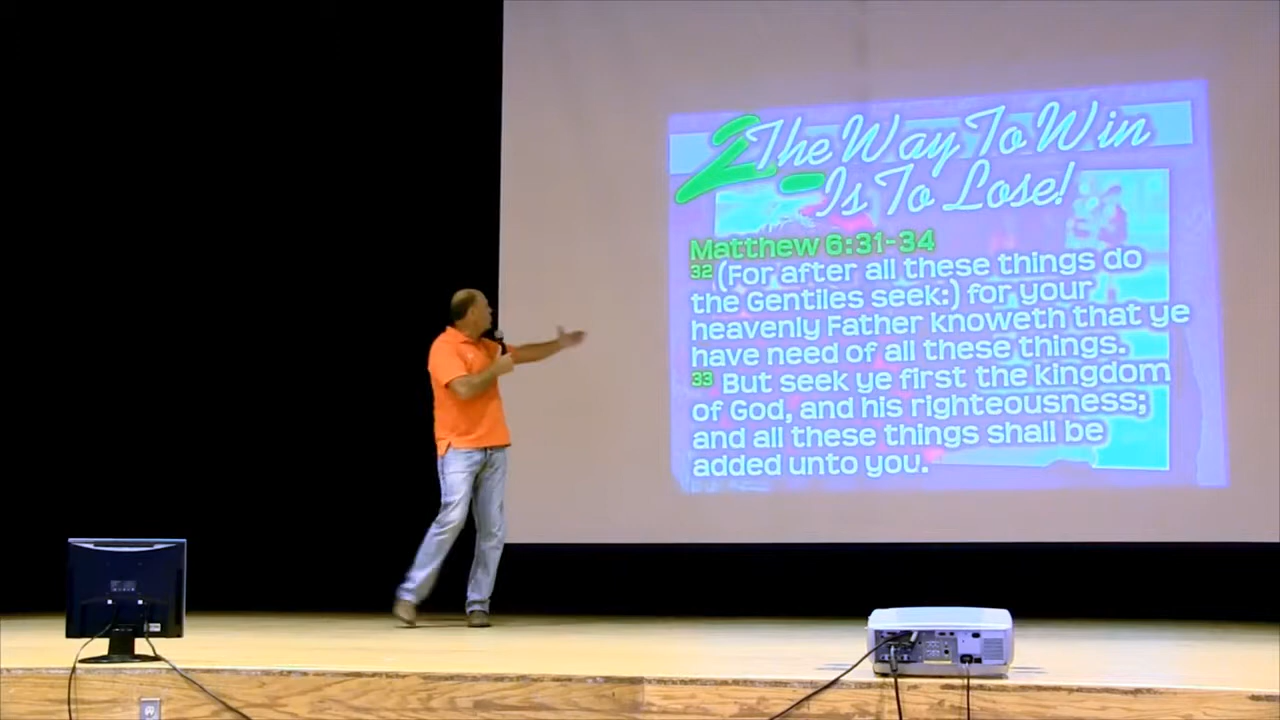 2- The Way To Win
Is To Lose!
Matthew 6:31-34
32 (For after all these things do
the Gentiles seek:) for your
heavenly Father knoweth that ye
have need of all these things.
33 But seek ye first the kingdom
of God, and his righteousness;
and all these things shall be
added unto you.